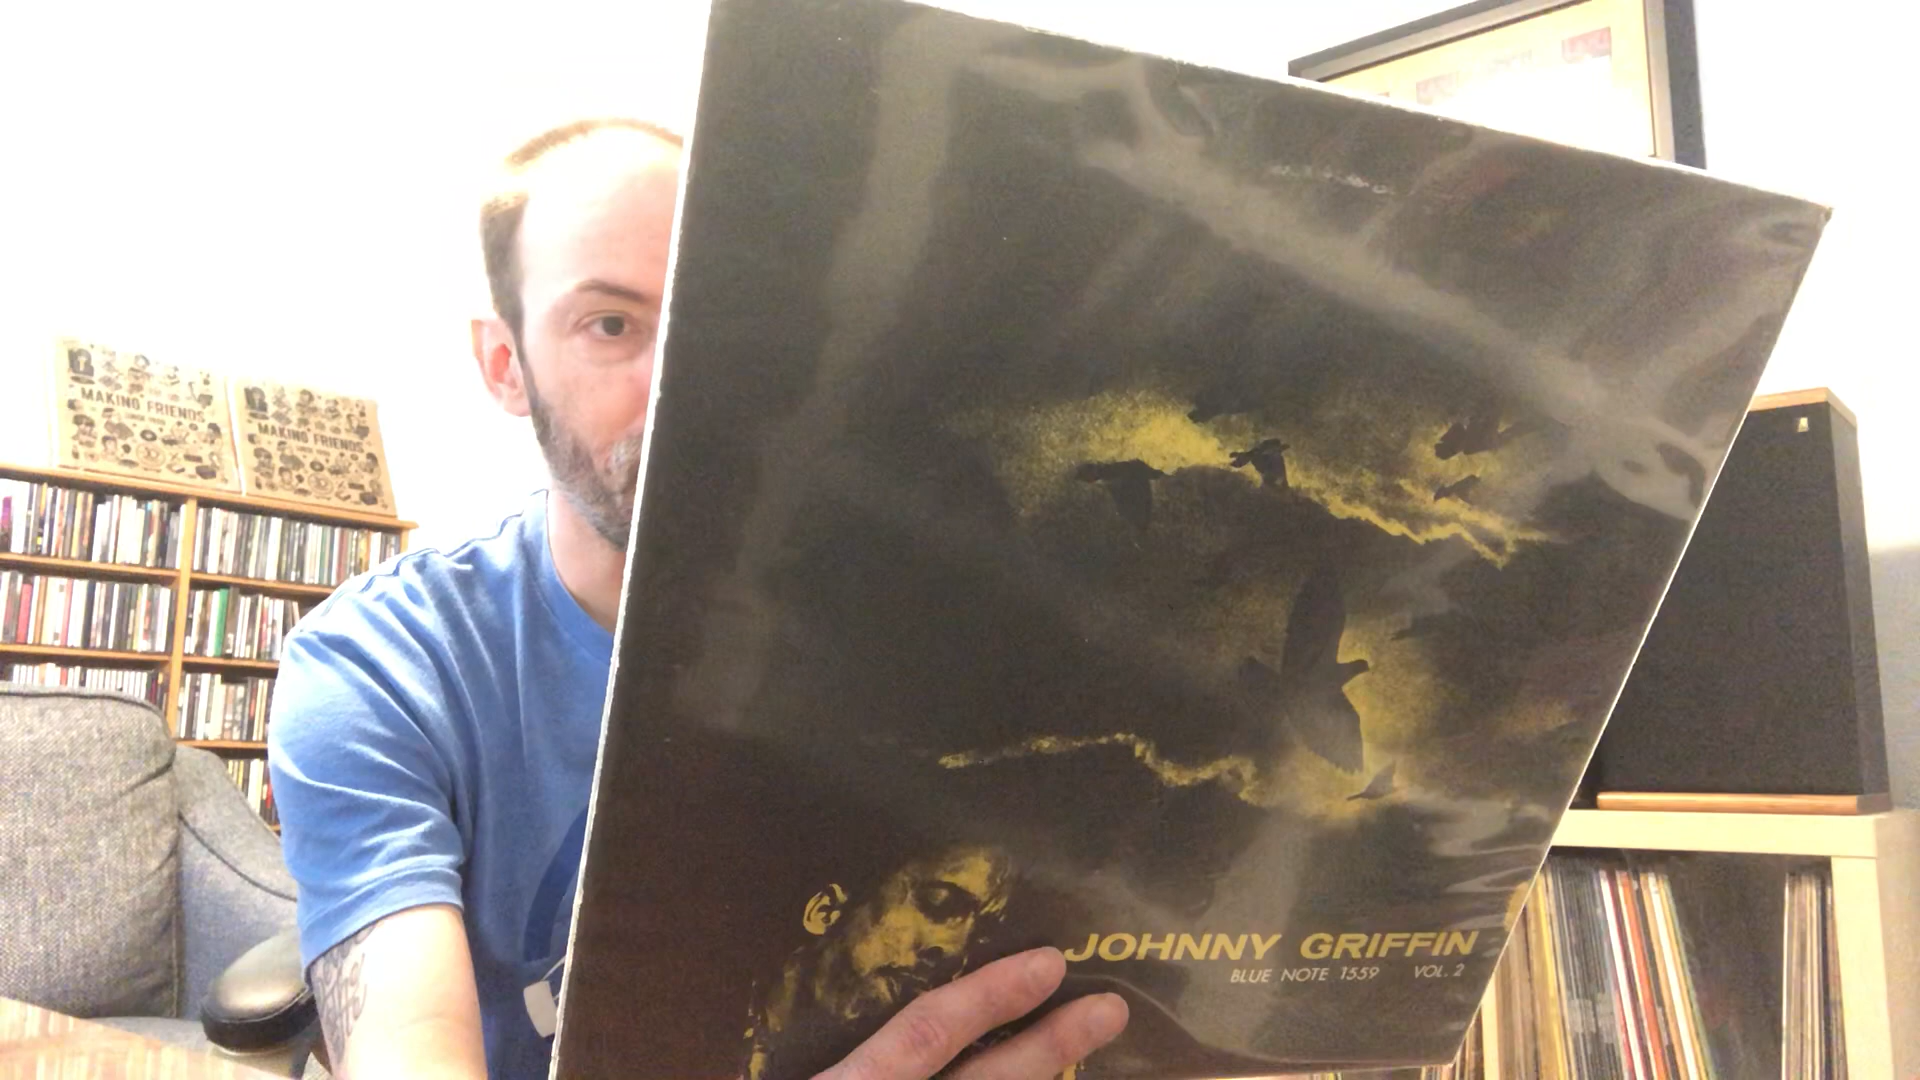 MAKING FRIENDS
MAKING FRIENDS
JOHNNY GRIFFIN
BLUE NOTE 1559 VOL. 2